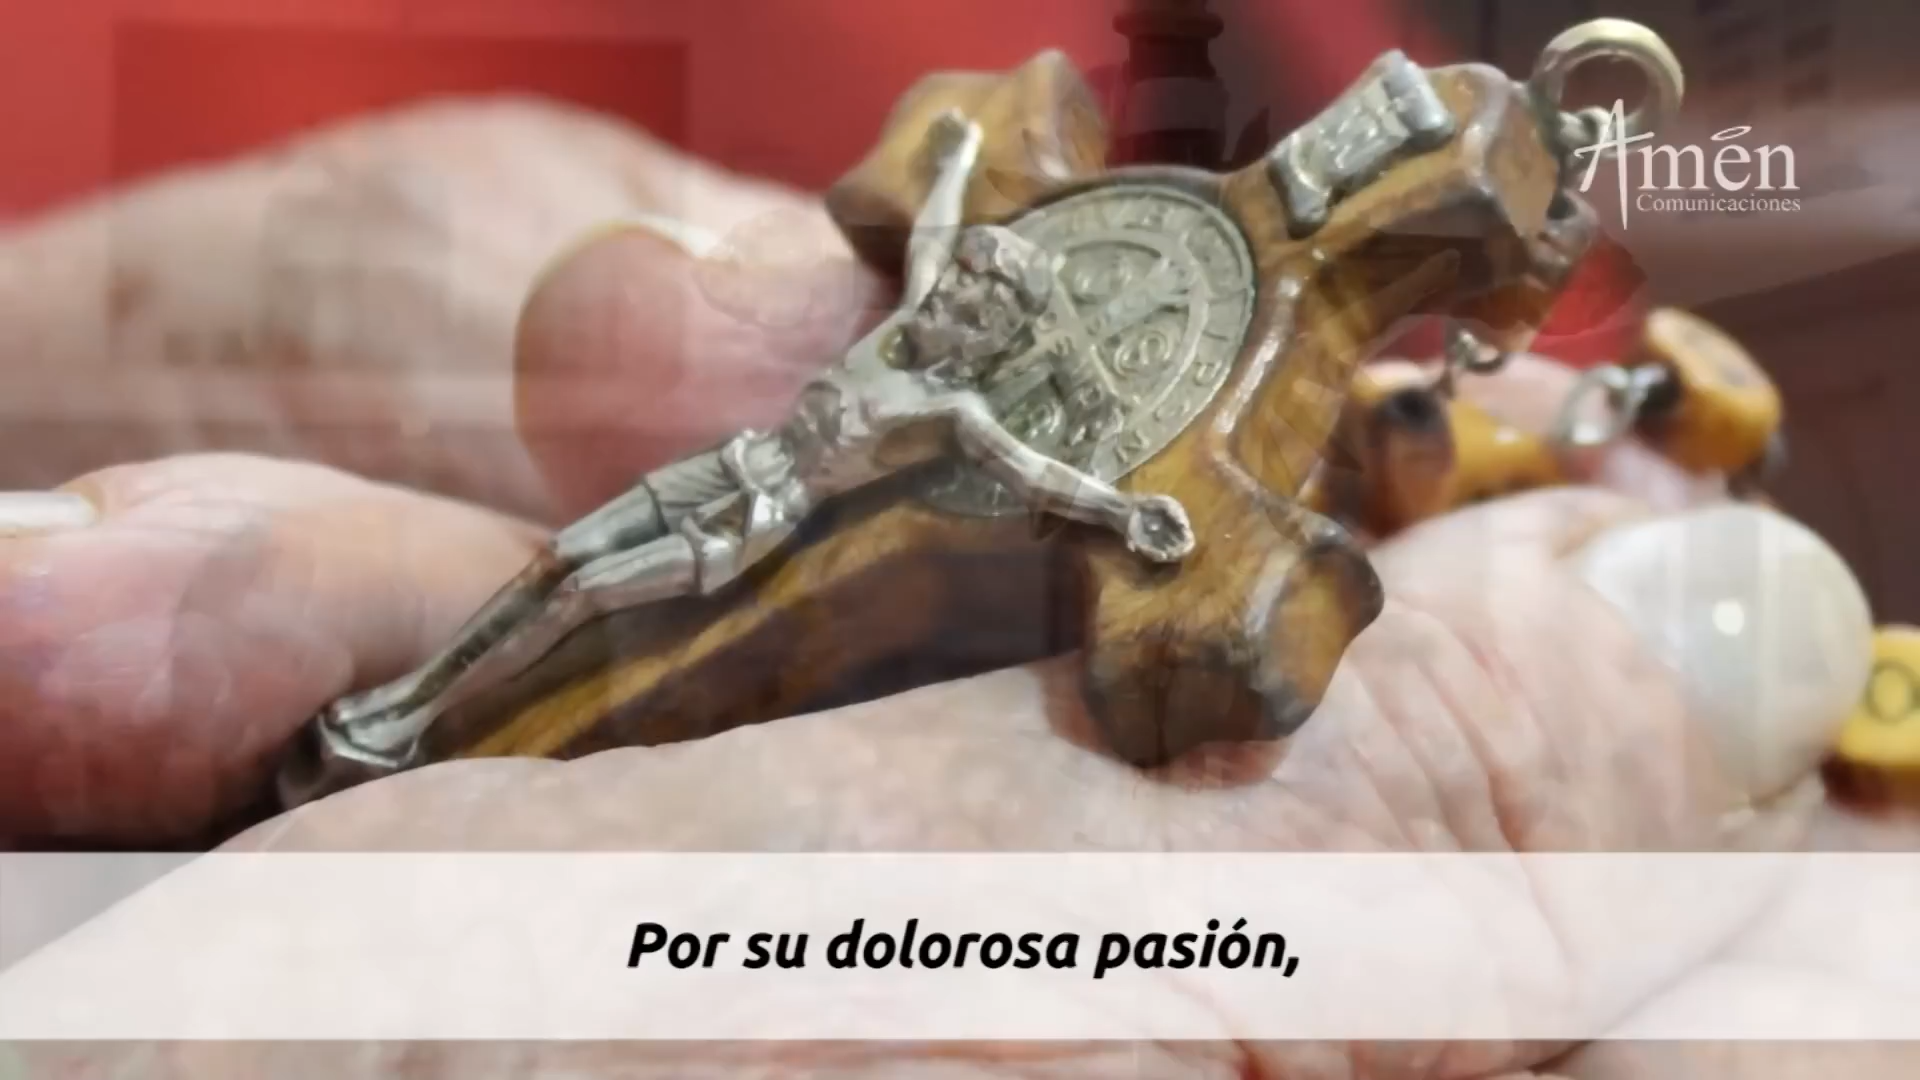 Amén
Comunicaciones
Por su dolorosa pasión,